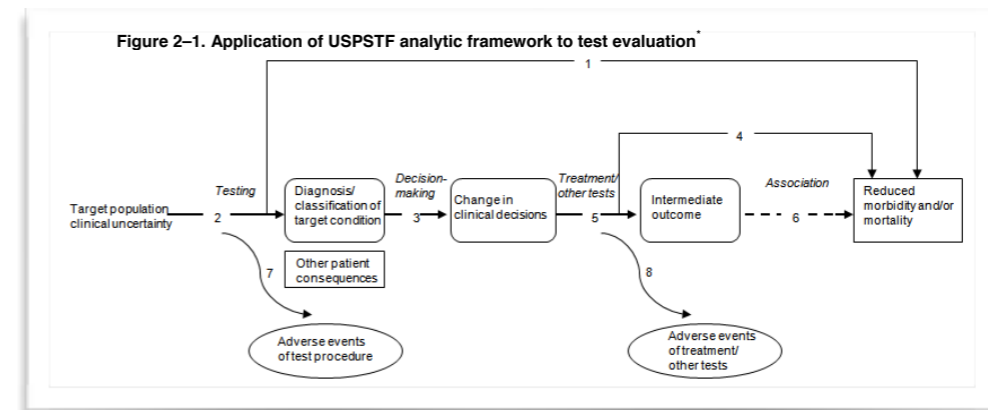 Figure 2–1. Application of USPSTF analytic framework to test evaluation*
1
4
Testing
Decision-
making
Treatment/
other tests
Association
Target population
clinical uncertainty
2
Diagnosis/
classification of
target condition
3
Change in
clinical decisions
5
Intermediate
outcome
6
Reduced
morbidity and/or
mortality
7
Other patient
consequences
8
Adverse events
of test procedure
Adverse events
of treatment/
other tests